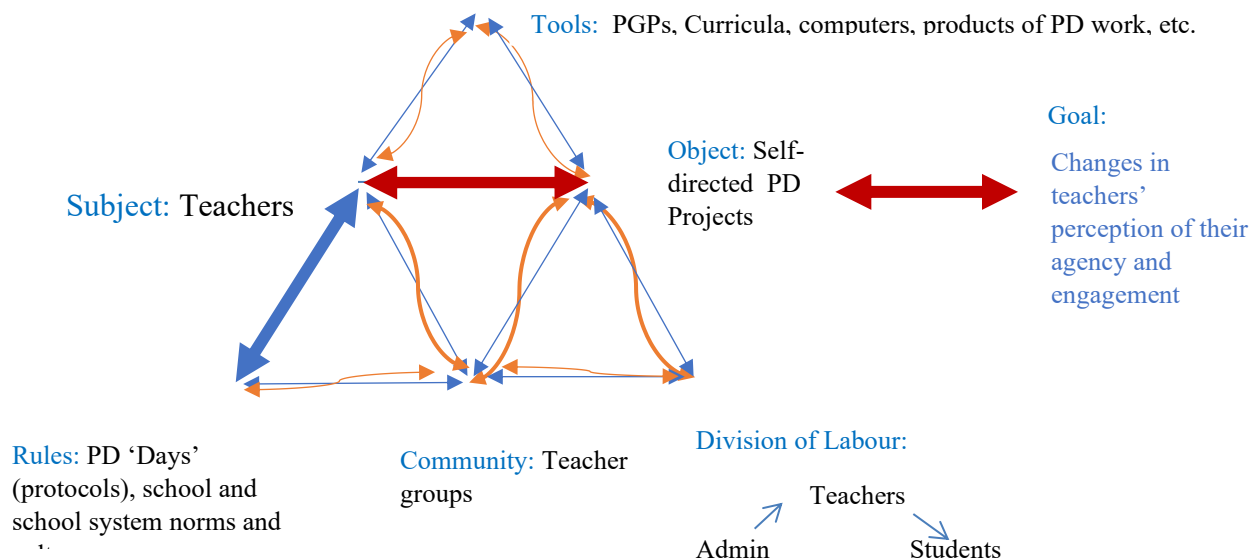 Tools: PGPs, Curricula, computers, products of PD work, etc.
Goal:
Object: Self-
directed PD
Projects
Changes in
teachers’
perception of their
agency and
engagement
Subject: Teachers
Rules: PD ‘Days’
(protocols), school and
school system norms and
Community: Teacher
groups
Division of Labour:
Teachers
Admin
Students